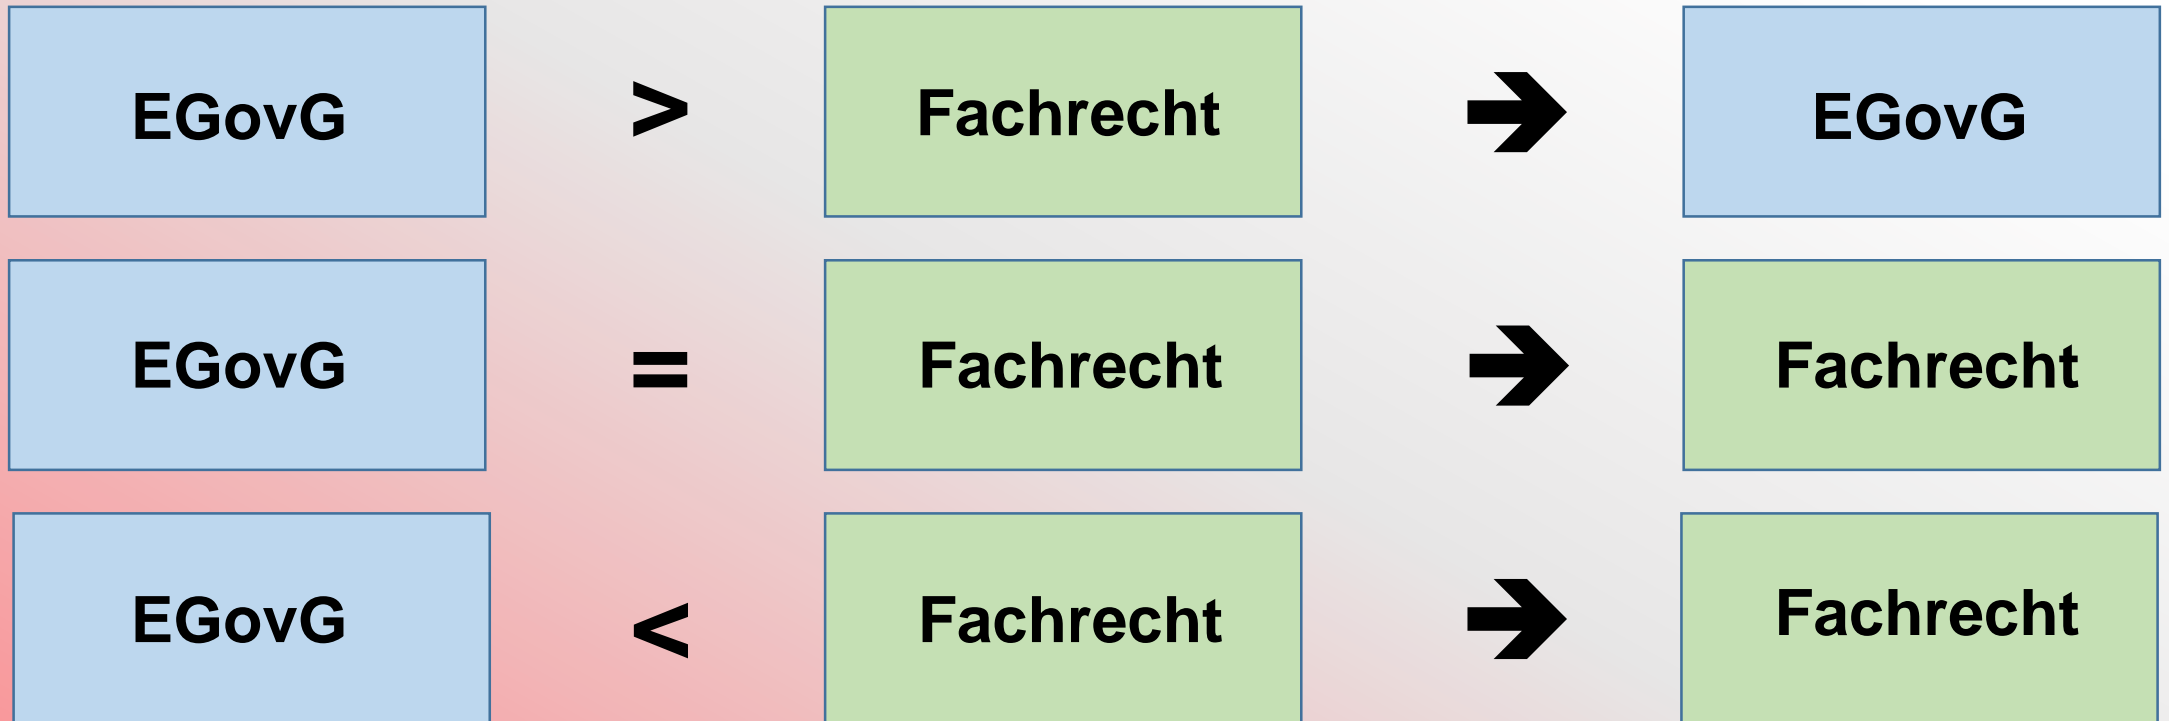 EGovG > Fachrecht 🡺 EGovG
EGovG = Fachrecht 🡺 Fachrecht
EGovG < Fachrecht 🡺 Fachrecht